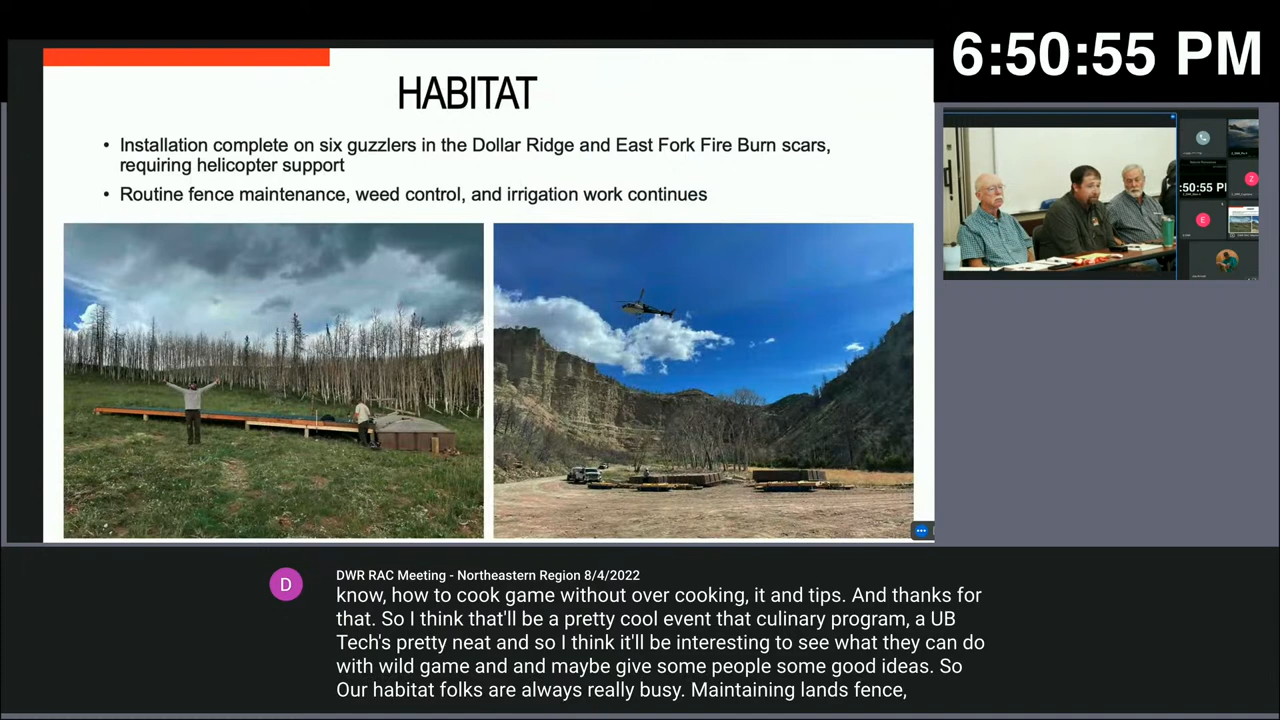 HABITAT
• Installation complete on six guzzlers in the Dollar Ridge and East Fork Fire Burn scars,
requiring helicopter support
• Routine fence maintenance, weed control, and irrigation work continues
6:50:55 PM
:50:55 PI
Z
E
D
DWR RAC Meeting - Northeastern Region 8/4/2022
know, how to cook game without over cooking, it and tips. And thanks for
that. So I think that'll be a pretty cool event that culinary program, a UB
Tech's pretty neat and so I think it'll be interesting to see what they can do
with wild game and and maybe give some people some good ideas. So
Our habitat folks are always really busy. Maintaining lands fence,